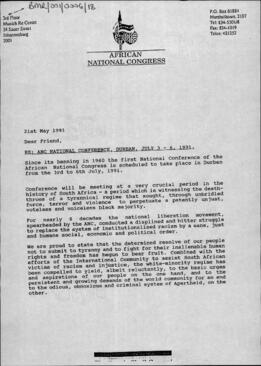 BMR/001/0006/18
3rd Floor
Munich Re Centre
54 Sauer Street
Johannesburg
2001
P.O. Box 61884
Marshalltown, 2107
Tel: 834-5301/8
Fax: 834-4519
Telex: 421252
AFRICAN
NATIONAL CONGRESS
21st May 1991
Dear Friend,
RE: ANC NATIONAL CONFERENCE, DURBAN, JULY 3 - 6, 1991.
Since its banning in 1960 the first National Conference of the
African National Congress is scheduled to take place in Durban
from the 3rd to 6th July, 1991.
Conference will be meeting at a very crucial period in the
history of South Africa - a period which is witnessing the death-
throes of a tyrannical regime that sought, through unbridled
force, terror and violence to perpetuate a patently unjust,
voteless and voiceless black majority.
For nearly 8 decades the national liberation movement,
spearheaded by the ANC, conducted a disciplined and bitter struggle
to replace the system of institutionalized racism by a sane, just
and humane social, economic and political order.
We are proud to state that the determined resolve of our people
not to submit to tyranny and to fight for their inalienable human
rights and freedom has begun to bear fruit. Combined with the
efforts of the International Community to assist South African
victims of racism and injustice, the white-minority regime has
been compelled to yield, albeit reluctantly, to the basic urges
and aspirations of our people on the one hand, and to the
persistent and growing demands of the world community for an end
to the odious, obnoxious and criminal system of Apartheid, on the
other.